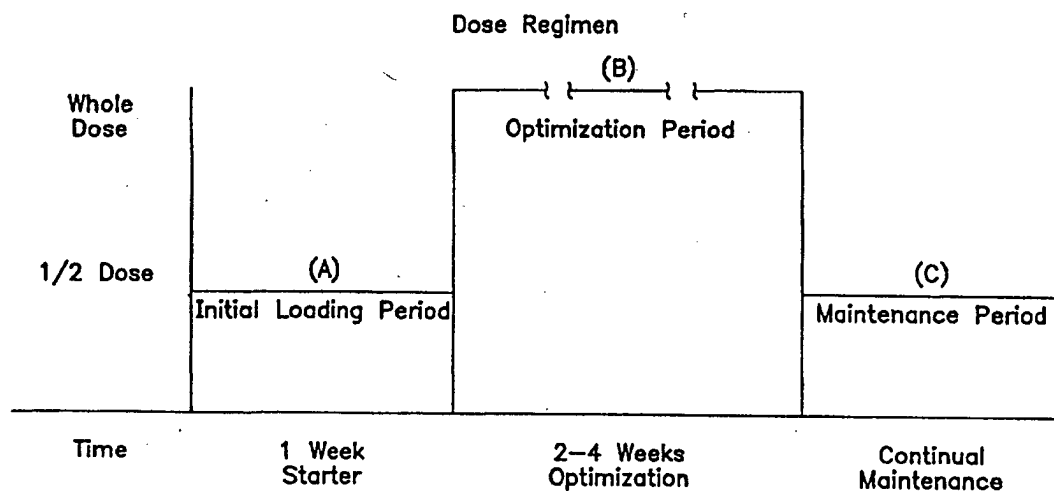 Dose Regimen
(B)
Whole
Dose
Optimization Period
1/2 Dose
(A)
(C)
Initial Loading Period
Maintenance Period
Time
1 Week
Starter
2-4 Weeks
Optimization
Continual
Maintenance